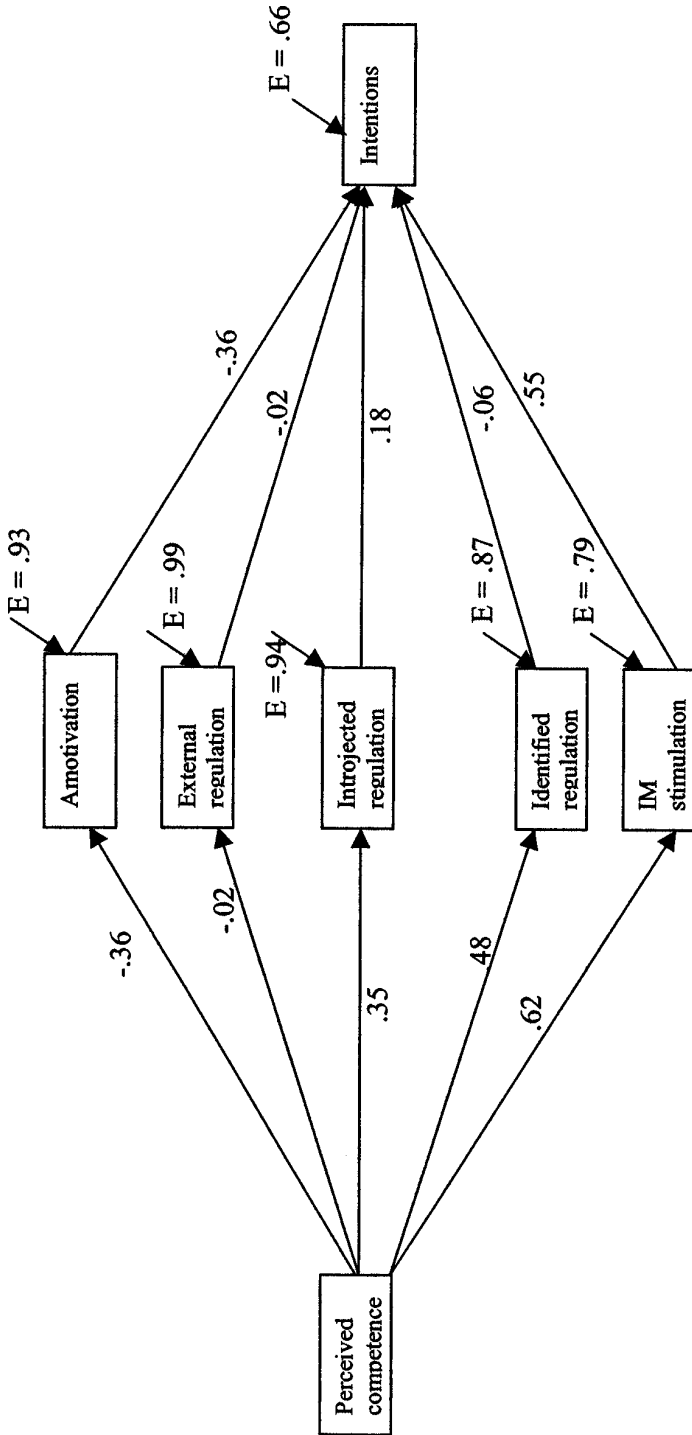 Perceived
competence
-.36
-.02
.35
.48
.62
E = .93
Amotivation
E = .99
External
regulation
E = .94
Introjected
regulation
E = .87
Identified
regulation
E = .79
IM
stimulation
-.36
-.02
.18
-.06
.55
E = .66
Intentions